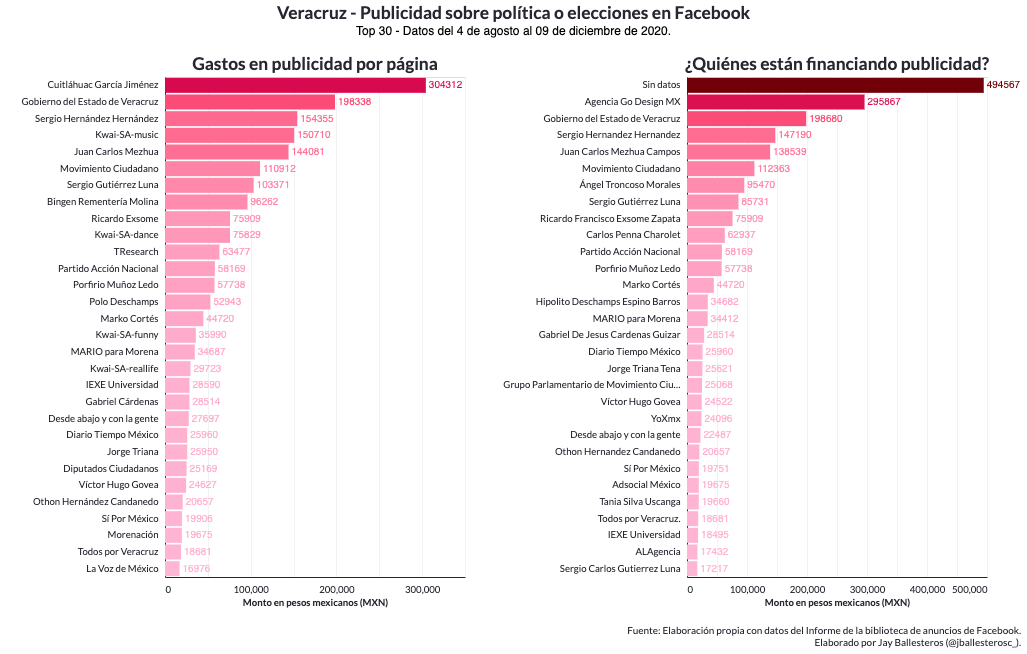 Veracruz - Publicidad sobre política o elecciones en Facebook
Top 30 - Datos del 4 de agosto al 09 de diciembre de 2020.
Gastos en publicidad por página
Cuitláhuac García Jiménez 304312
Gobierno del Estado de Veracruz 198338
Sergio Hernández Hernández 154355
Kwai-SA-music 150710
Juan Carlos Mezhua 144081
Movimiento Ciudadano 110912
Sergio Gutiérrez Luna 103371
Bingen Rementería Molina 96262
Ricardo Exsome 75909
Kwai-SA-dance 75829
TResearch 63477
Partido Acción Nacional 58169
Porfirio Muñoz Ledo 57738
Polo Deschamps 52943
Marko Cortés 44720
Kwai-SA-funny 35990
MARIO para Morena 34687
Kwai-SA-reallife 29723
IEXE Universidad 28590
Gabriel Cárdenas 28514
Desde abajo y con la gente 27697
Diario Tiempo México 25960
Jorge Triana 25950
Diputados Ciudadanos 25169
Víctor Hugo Govea 24627
Othon Hernández Candanedo 20657
Sí Por México 19906
Morenación 19675
Todos por Veracruz 18681
La Voz de México 16976
0 100,000 200,000 300,000
Monto en pesos mexicanos (MXN)
¿Quiénes están financiando publicidad?
Sin datos 494567
Agencia Go Design MX 295867
Gobierno del Estado de Veracruz 198680
Sergio Hernandez Hernandez 147190
Juan Carlos Mezhua Campos 138539
Movimiento Ciudadano 112363
Ángel Troncoso Morales 95470
Sergio Gutiérrez Luna 85731
Ricardo Francisco Exsome Zapata 75909
Carlos Penna Charolet 62937
Partido Acción Nacional 58169
Porfirio Muñoz Ledo 57738
Marko Cortés 44720
Hipolito Deschamps Espino Barros 34682
MARIO para Morena 34412
Gabriel De Jesus Cardenas Guizar 28514
Diario Tiempo México 25960
Jorge Triana Tena 25621
Grupo Parlamentario de Movimiento Ciu... 25068
Víctor Hugo Govea 24522
YoXmx 24096
Desde abajo y con la gente 22487
Othon Hernandez Candanedo 20657
Sí Por México 19751
Adsocial México 19675
Tania Silva Uscanga 19660
Todos por Veracruz. 18681
IEXE Universidad 18495
ALAgencia 17432
Sergio Carlos Gutierrez Luna 17217
0 100,000 200,000 300,000 400,000 500,000
Monto en pesos mexicanos (MXN)
Fuente: Elaboración propia con datos del Informe de la biblioteca de anuncios de Facebook.
Elaborado por Jay Ballesteros (@jballesterosc_).